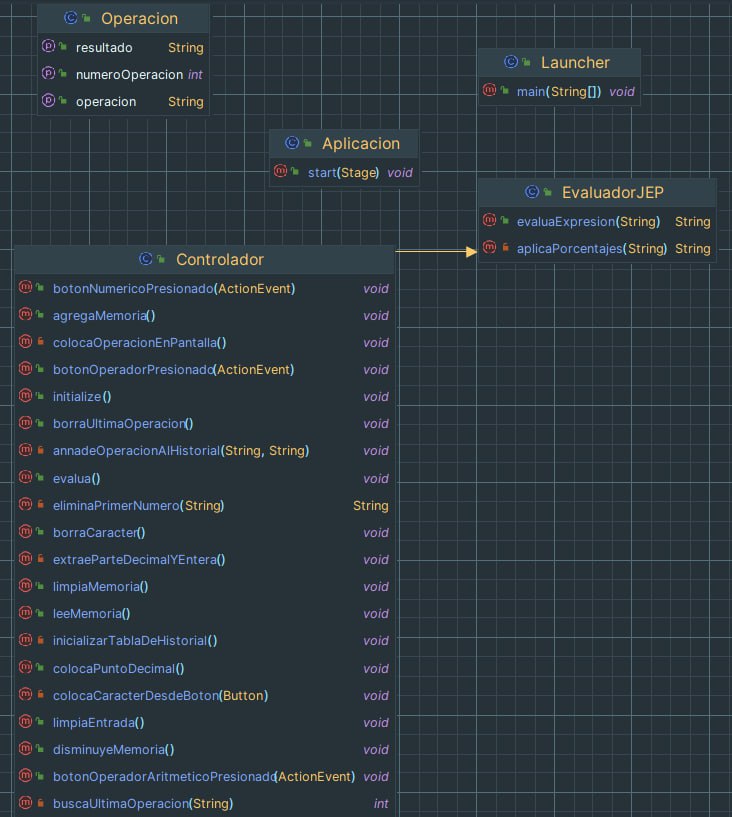 Operacion
resultado String
numeroOperacion int
operacion String
Launcher
main(String[]) void
Aplicacion
start(Stage) void
EvaluadorJEP
evaluaExpresion(String) String
aplicaPorcentajes(String) String
Controlador
botonNumericoPresionado(ActionEvent) void
agregaMemoria() void
colocaOperacionEnPantalla() void
botonOperadorPresionado(ActionEvent) void
initialize() void
borraUltimaOperacion() void
annadeOperacionAlHistorial(String, String) void
evalua() void
eliminaPrimerNumero(String) String
borraCaracter() void
extraeParteDecimalYEntera() void
limpiaMemoria() void
leeMemoria() void
inicializarTablaDeHistorial() void
colocaPuntoDecimal() void
colocaCaracterDesdeBoton(Button) void
limpiaEntrada() void
disminuyeMemoria() void
botonOperadorAritmeticoPresionado(ActionEvent) void
buscaUltimaOperacion(String) int